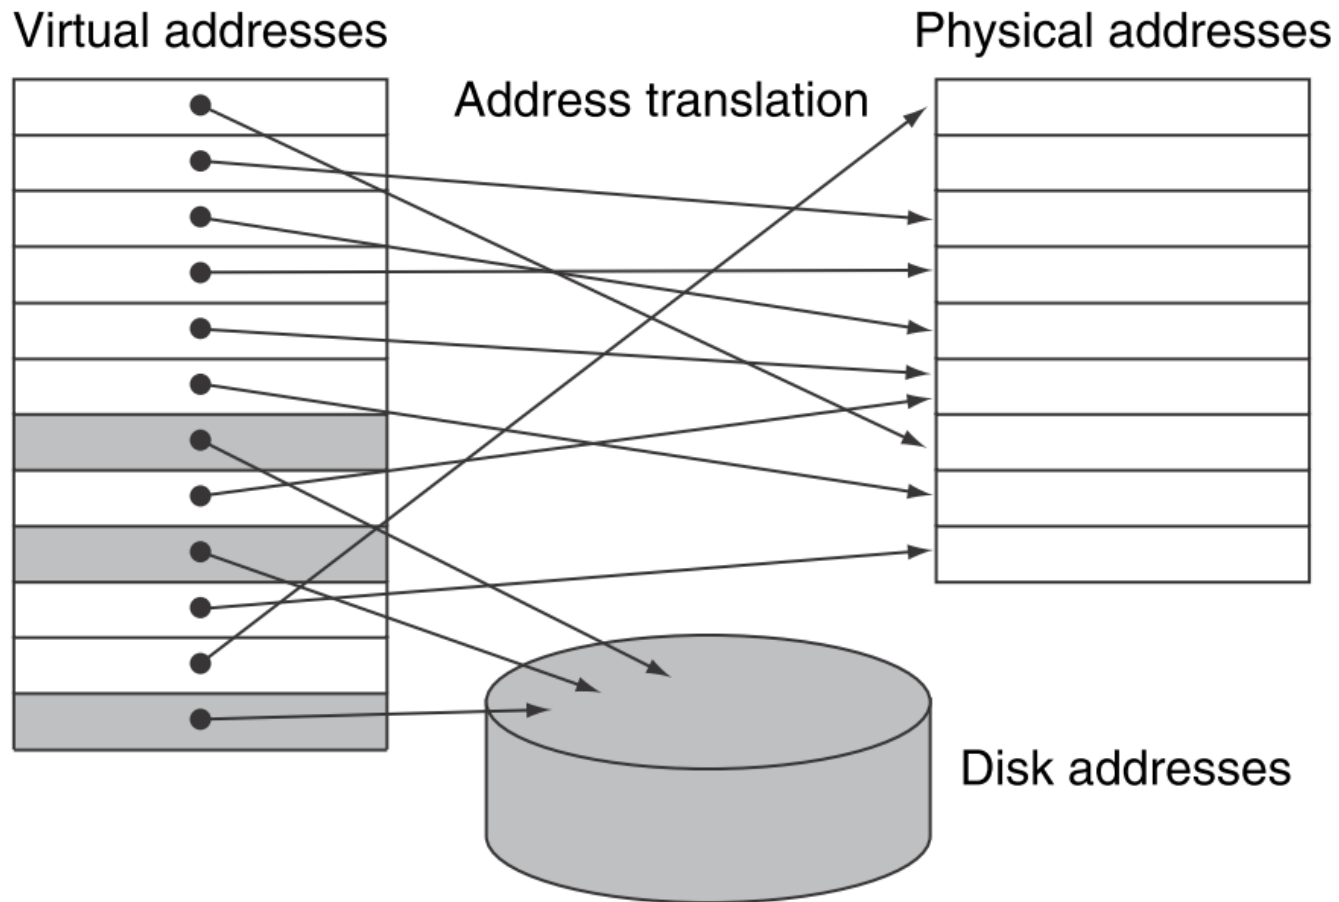 Virtual addresses
Physical addresses
Address translation
Disk addresses